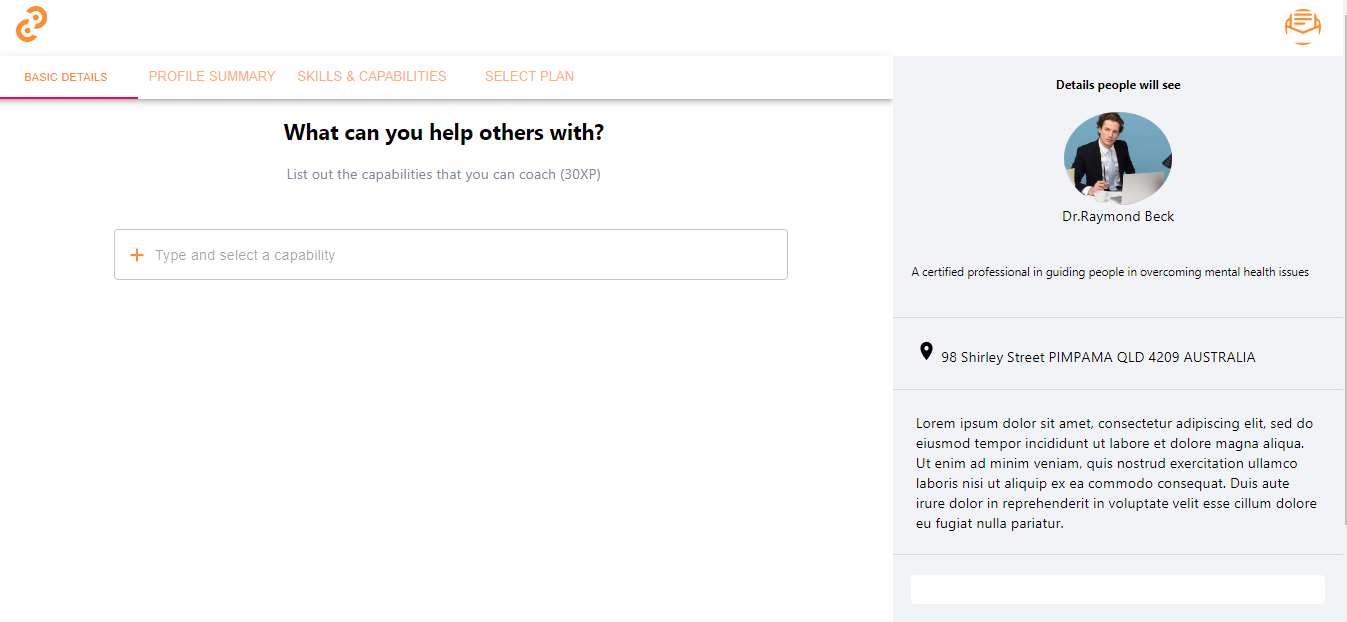 BASIC DETAILS
PROFILE SUMMARY
SKILLS & CAPABILITIES
SELECT PLAN
What can you help others with?
List out the capabilities that you can coach (30XP)
Type and select a capability
Details people will see
Dr.Raymond Beck
A certified professional in guiding people in overcoming mental health issues
98 Shirley Street PIMPAMA QLD 4209 AUSTRALIA
Lorem ipsum dolor sit amet, consectetur adipiscing elit, sed do
eiusmod tempor incididunt ut labore et dolore magna aliqua.
Ut enim ad minim veniam, quis nostrud exercitation ullamco
laboris nisi ut aliquip ex ea commodo consequat. Duis aute
irure dolor in reprehenderit in voluptate velit esse cillum dolore
eu fugiat nulla pariatur.